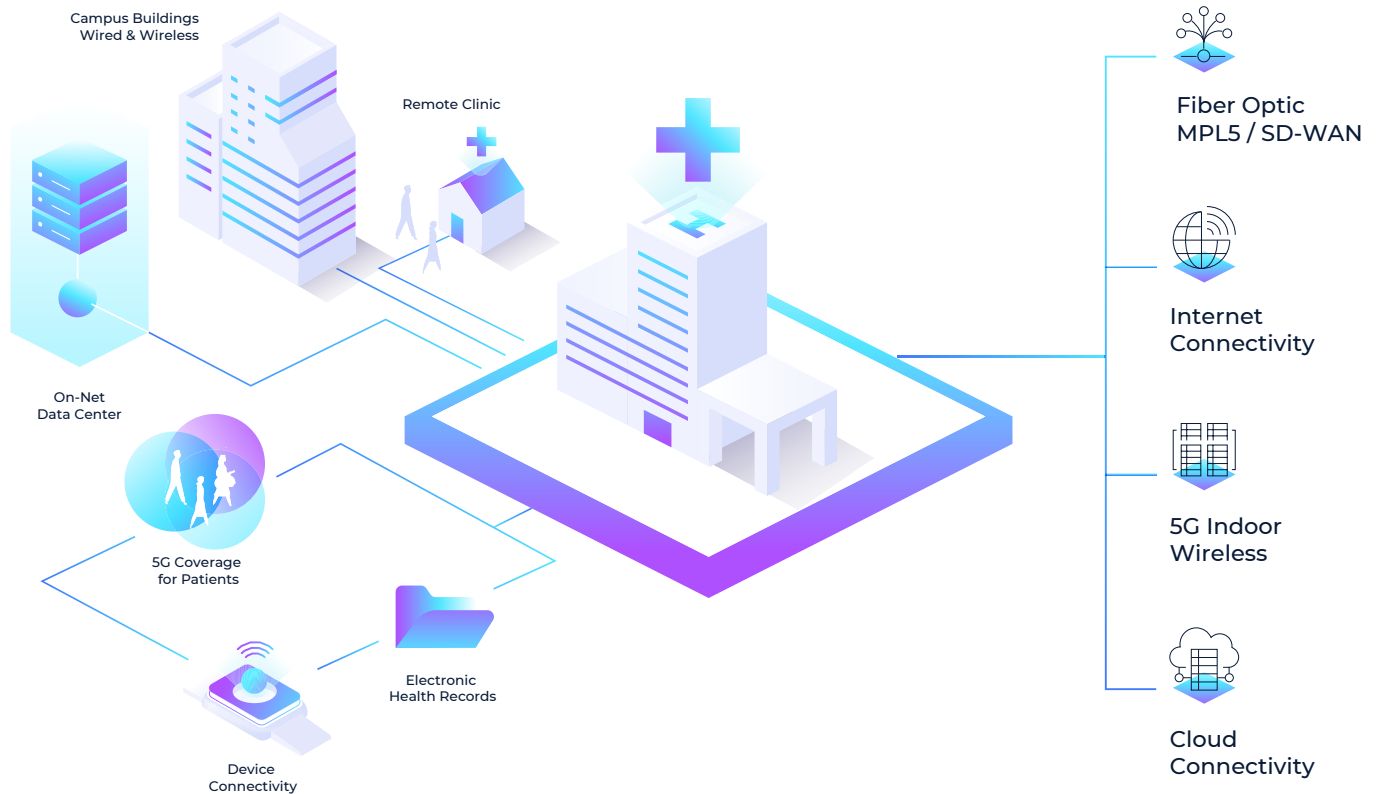 Campus Buildings
Wired & Wireless
Remote Clinic
On-Net
Data Center
5G Coverage
for Patients
Electronic
Health Records
Device
Connectivity
H
Fiber Optic
MPL5 / SD-WAN
Internet
Connectivity
5G Indoor
Wireless
Cloud
Connectivity